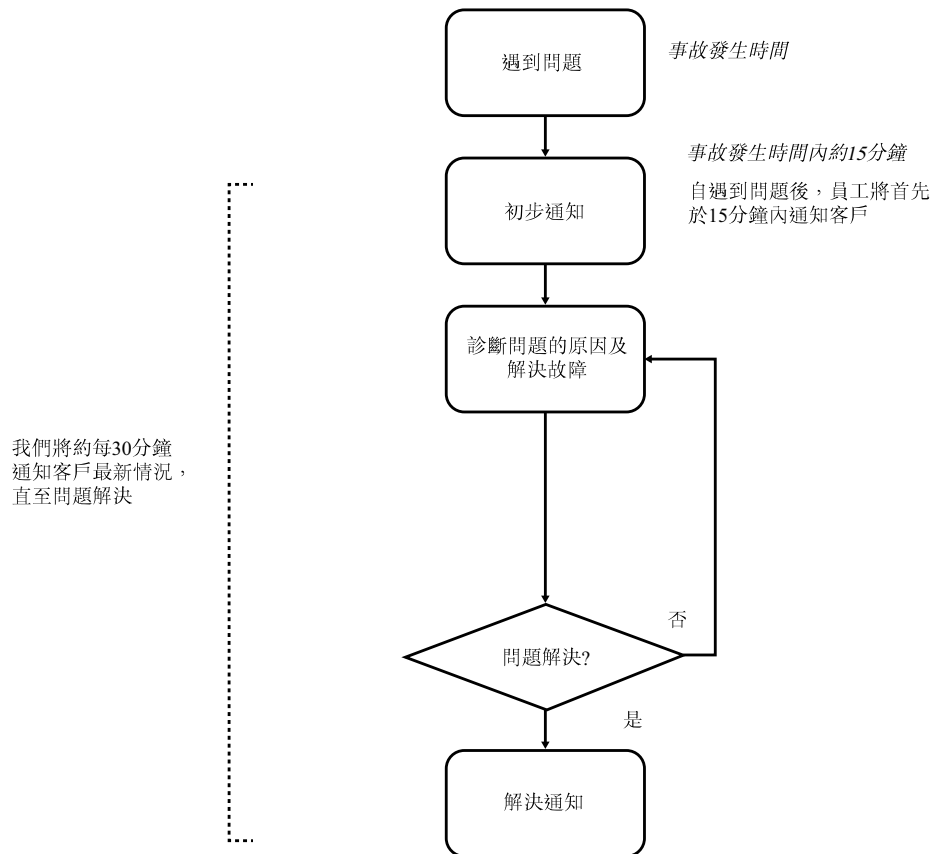 遇到問題
事故發生時間
事故發生時間內約15分鐘
自遇到問題後，員工將首先
於15分鐘內通知客戶
初步通知
診斷問題的原因及
解決故障
我們將約每30分鐘
通知客戶最新情況，
直至問題解決
否
問題解決?
是
解決通知